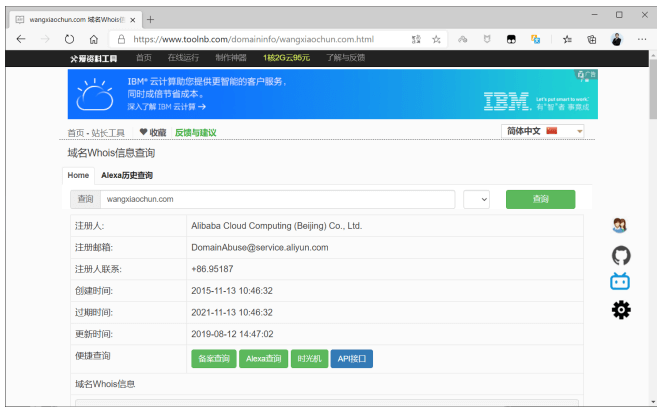 wangxiaochun.com 域名Whois信
https://www.toolnb.com/domaininfo/wangxiaochun.com.html
爱资料工具 首页 在线运行 制作神器 1核2G云95元 了解与反馈
IBM® 云计算助您提供更智能的客户服务,
同时成倍节省成本。
深入了解 IBM 云计算 →
广告
IBM. Let's put smart to work.
有"智"者 事竟成
首页 - 站长工具 收藏 反馈与建议 简体中文
域名Whois信息查询
Home Alexa历史查询
查询 wangxiaochun.com 查询
注册人: Alibaba Cloud Computing (Beijing) Co., Ltd.
注册邮箱: DomainAbuse@service.aliyun.com
注册人联系: +86.95187
创建时间: 2015-11-13 10:46:32
过期时间: 2021-11-13 10:46:32
更新时间: 2019-08-12 14:47:02
便捷查询 备案查询 Alexa查询 时光机 API接口
域名Whois信息